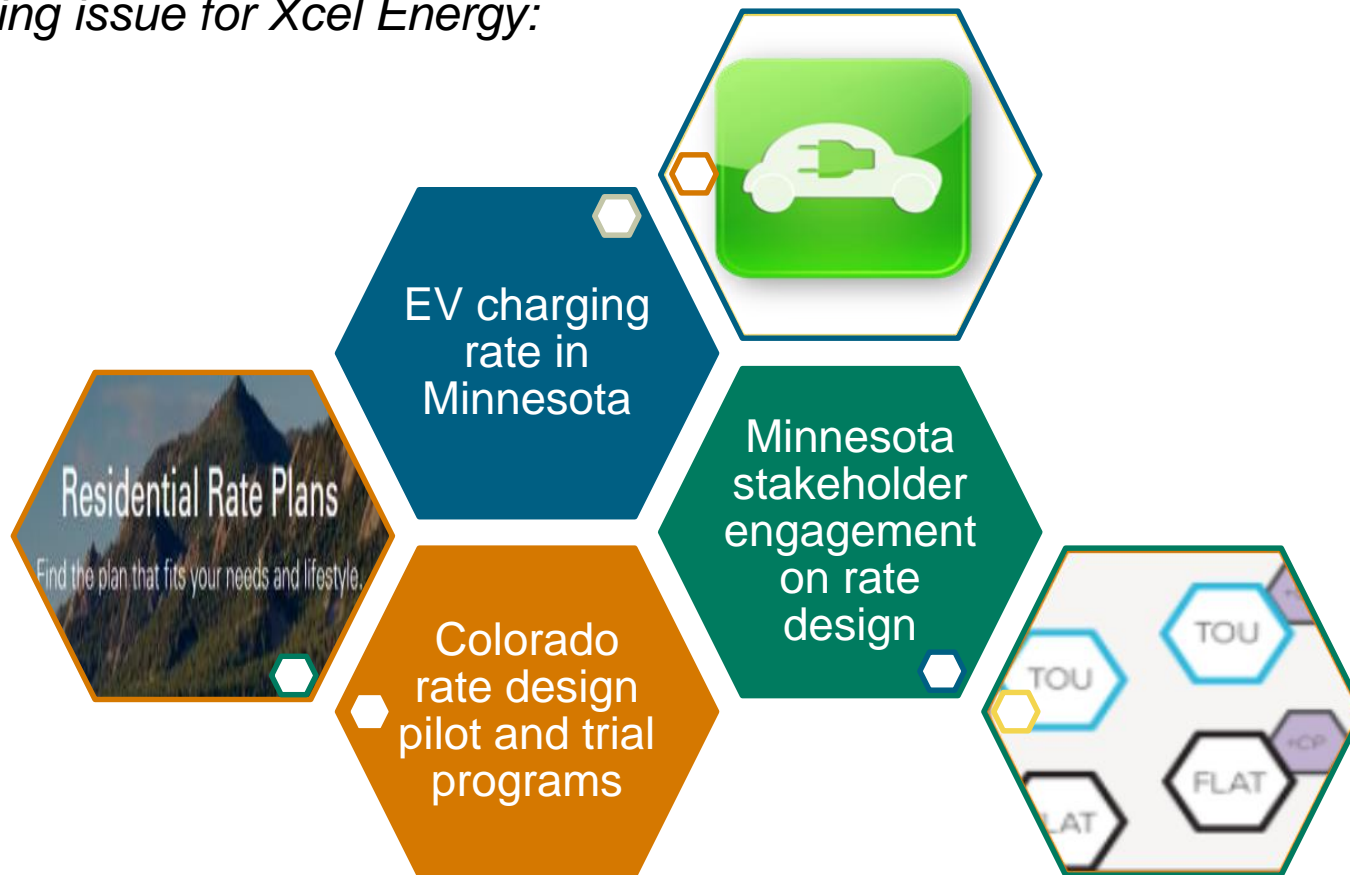 ing issue for Xcel Energy:
EV charging
rate in
Minnesota
Residential Rate Plans
Find the plan that fits your needs and lifestyle.
Minnesota
stakeholder
engagement
on rate
design
Colorado
rate design
pilot and trial
programs
TOU
TOU
+CP
FLAT
LAT